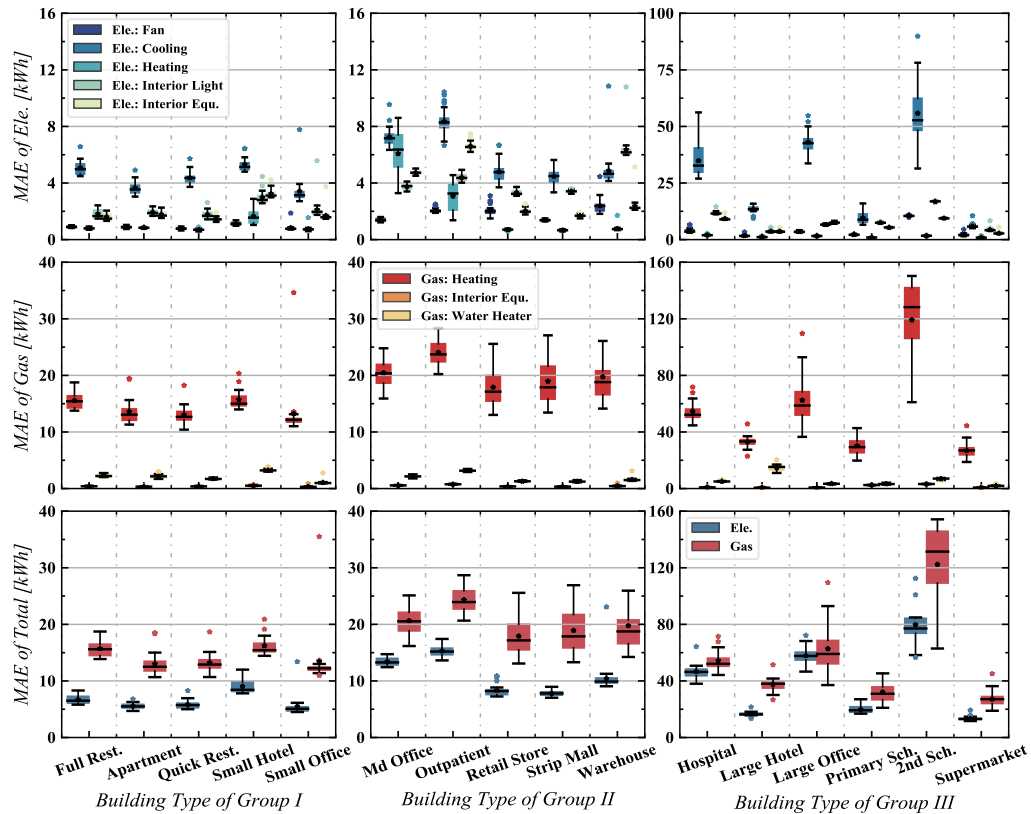 MAE of Ele. [kWh]
16
12
8
4
0
Ele.: Fan
Ele.: Cooling
Ele.: Heating
Ele.: Interior Light
Ele.: Interior Equ.
16
12
8
4
0
100
75
50
25
0
MAE of Gas [kWh]
40
30
20
10
0
40
30
20
10
0
Gas: Heating
Gas: Interior Equ.
Gas: Water Heater
160
120
80
40
0
MAE of Total [kWh]
40
30
20
10
0
40
30
20
10
0
160
120
80
40
0
Ele.
Gas
Full Rest.
Apartment
Quick Rest.
Small Hotel
Small Office
Md Office
Outpatient
Retail Store
Strip Mall
Warehouse
Hospital
Large Hotel
Large Office
Primary Sch.
2nd Sch.
Supermarket
Building Type of Group I
Building Type of Group II
Building Type of Group III